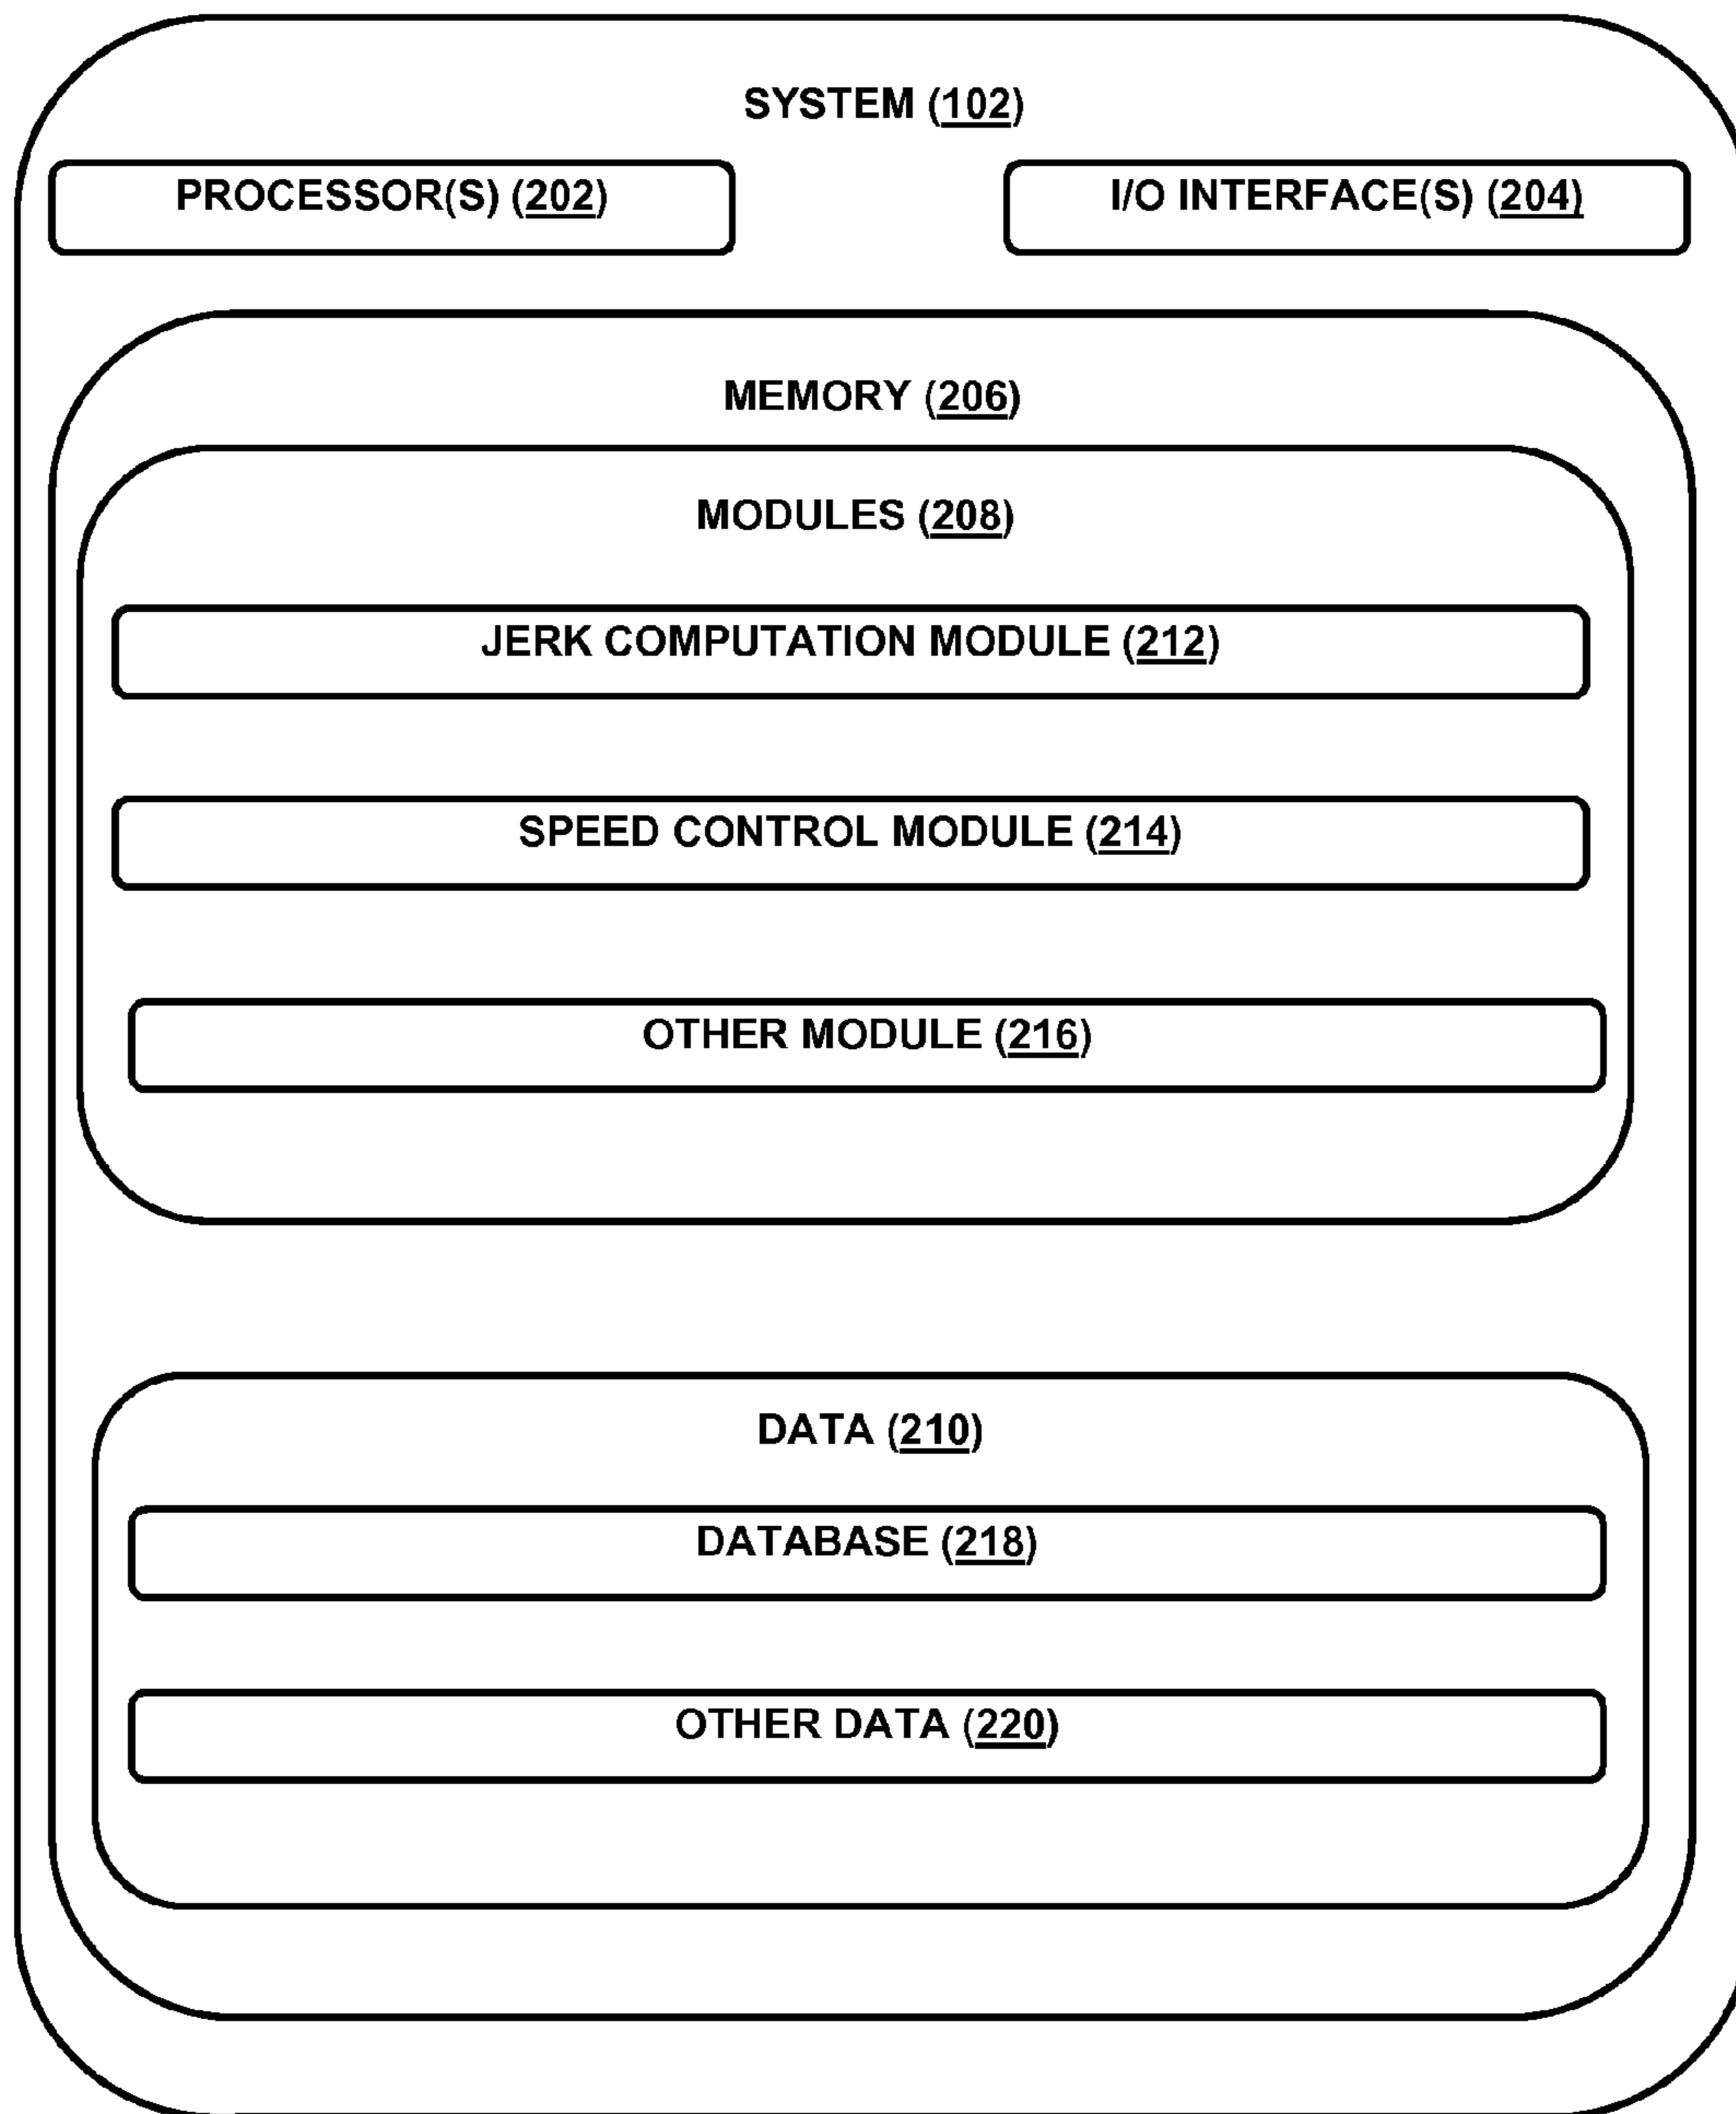 SYSTEM (102)
PROCESSOR(S) (202)
I/O INTERFACE(S) (204)
MEMORY (206)
MODULES (208)
JERK COMPUTATION MODULE (212)
SPEED CONTROL MODULE (214)
OTHER MODULE (216)
DATA (210)
DATABASE (218)
OTHER DATA (220)